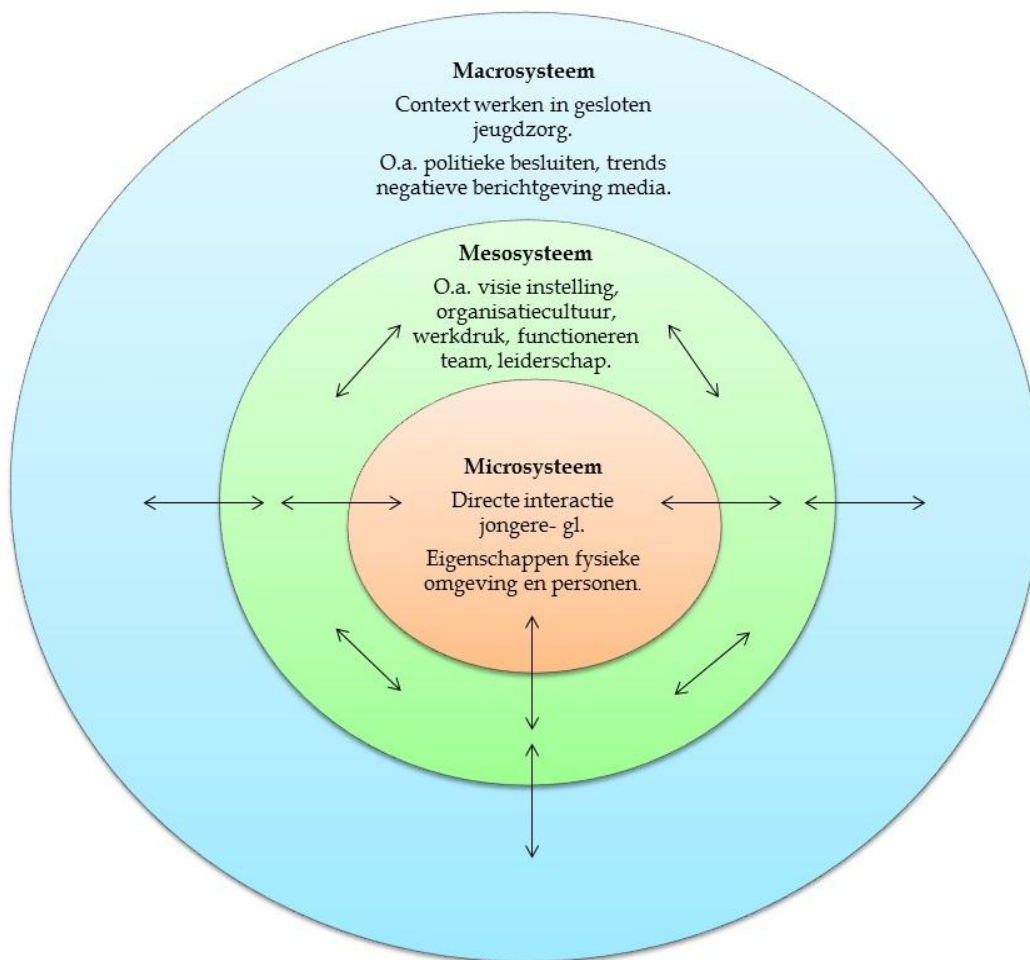 Macrosysteem
Context werken in gesloten
jeugdzorg.
O.a. politieke besluiten, trends
negatieve berichtgeving media.
Mesosysteem
O.a. visie instelling,
organisatiecultuur,
werkdruk, functioneren
team, leiderschap.
Microsysteem
Directe interactie
jongere- gl.
Eigenschappen fysieke
omgeving en personen.